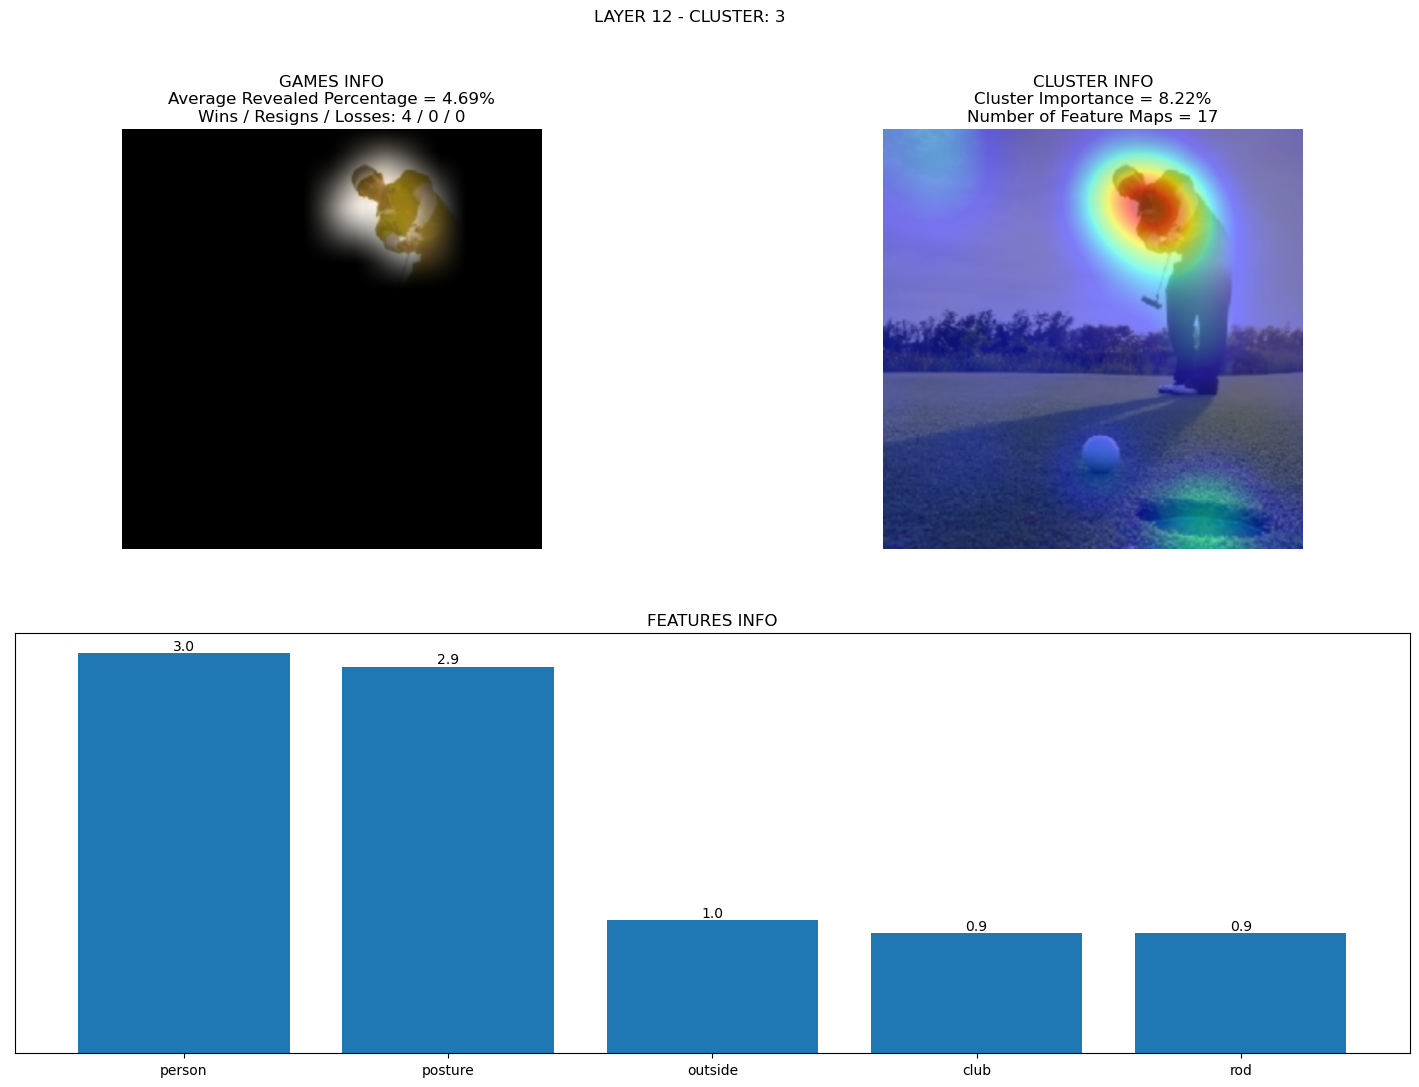 LAYER 12 - CLUSTER: 3
GAMES INFO
Average Revealed Percentage = 4.69%
Wins / Resigns / Losses: 4 / 0 / 0
CLUSTER INFO
Cluster Importance = 8.22%
Number of Feature Maps = 17
FEATURES INFO
3.0
2.9
1.0
0.9
0.9
person
posture
outside
club
rod